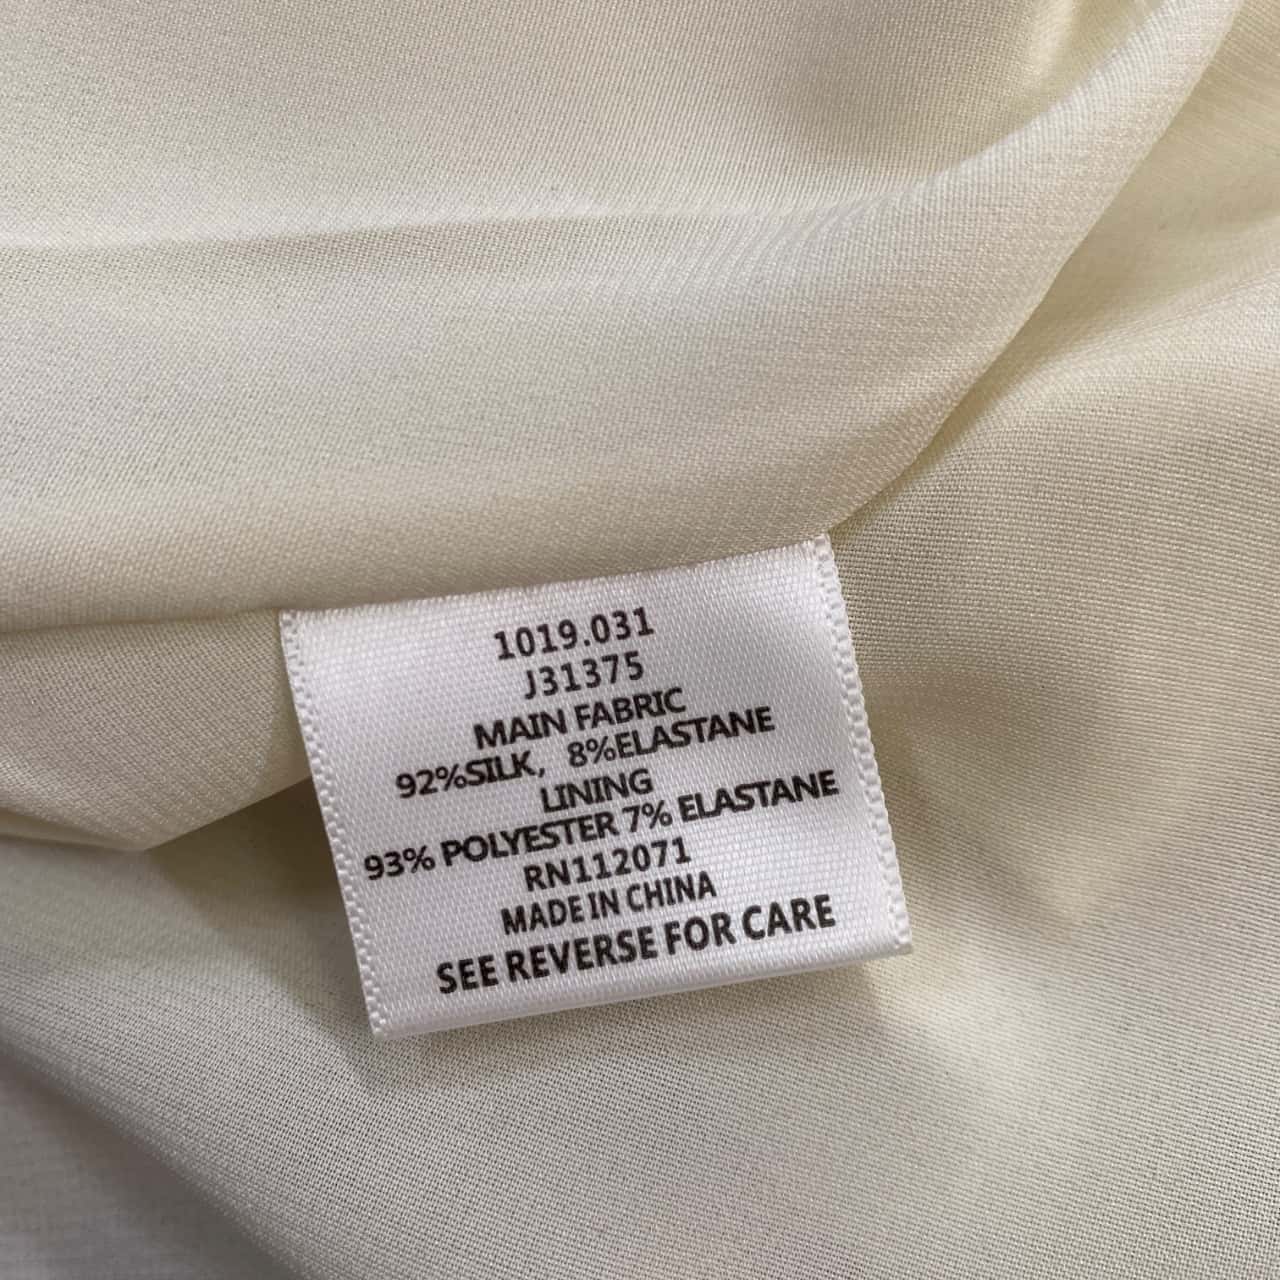 1019.031
J31375
MAIN FABRIC
92%SILK, 8%ELASTANE
LINING
93% POLYESTER 7% ELASTANE
RN112071
MADE IN CHINA
SEE REVERSE FOR CARE